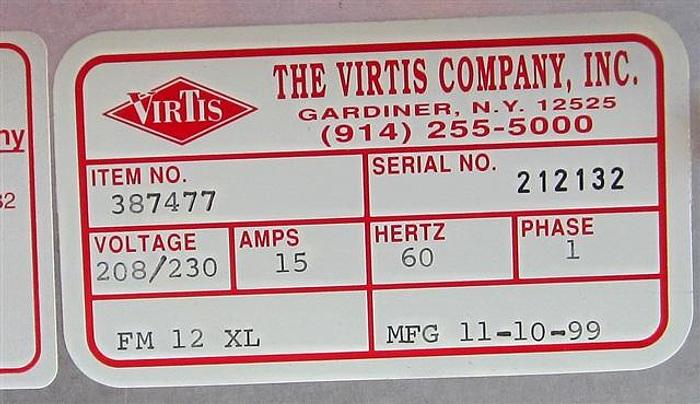 VIRTIS
THE VIRTIS COMPANY, INC.
GARDINER, N.Y. 12525
(914) 255-5000
ITEM NO.
387477
SERIAL NO.
212132
VOLTAGE
208/230
AMPS
15
HERTZ
60
PHASE
1
FM 12 XL
MFG 11-10-99